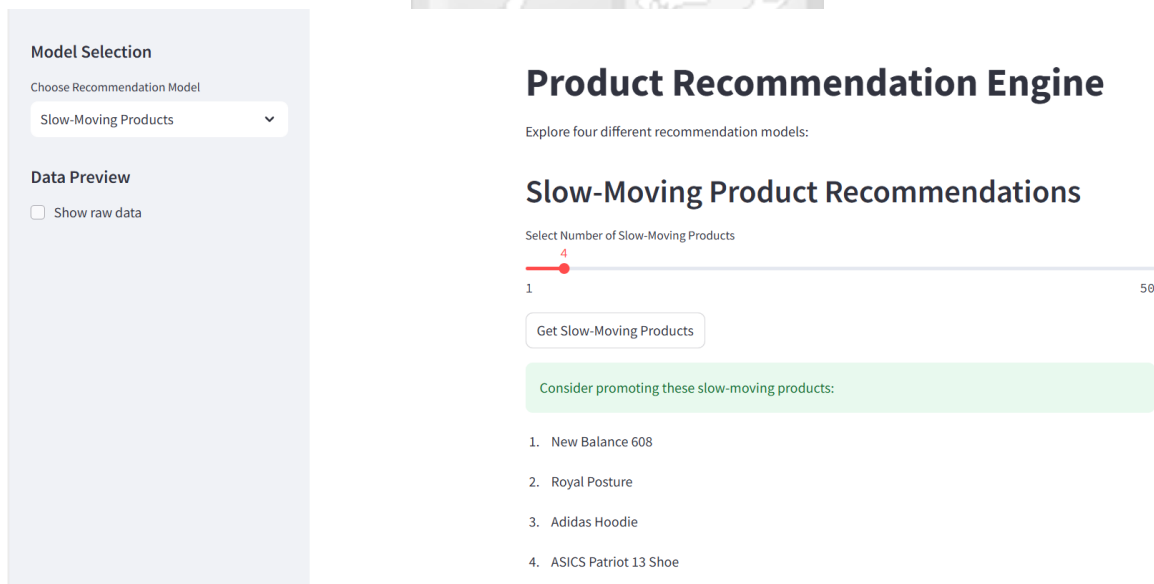 Model Selection
Choose Recommendation Model
Slow-Moving Products
Data Preview
Show raw data
Product Recommendation Engine
Explore four different recommendation models:
Slow-Moving Product Recommendations
Select Number of Slow-Moving Products
4
1
50
Get Slow-Moving Products
Consider promoting these slow-moving products:
1. New Balance 608
2. Royal Posture
3. Adidas Hoodie
4. ASICS Patriot 13 Shoe